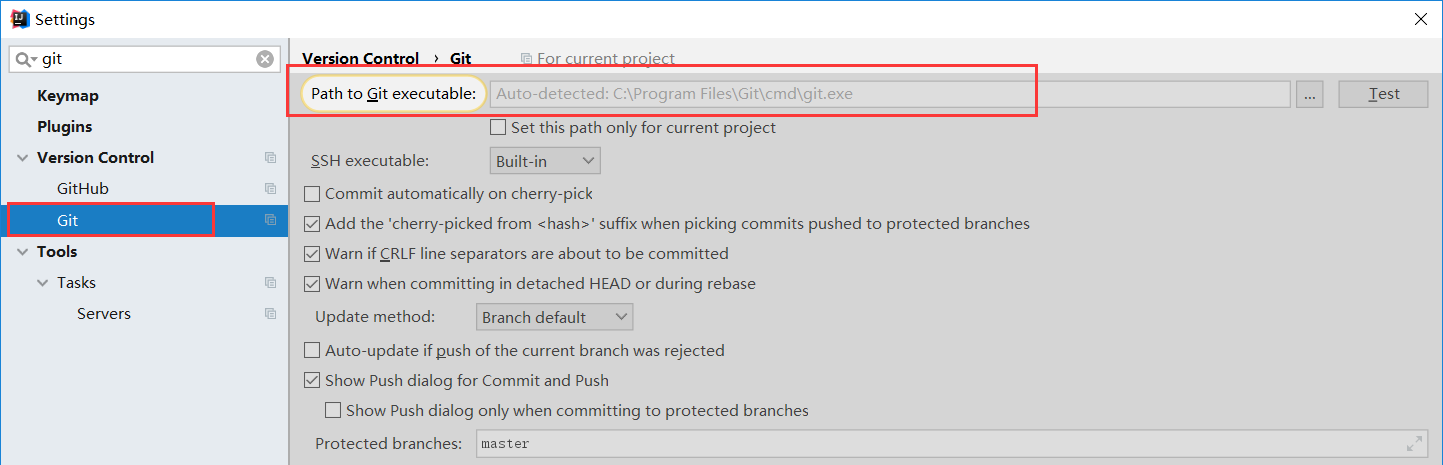 Settings
git
Keymap
Plugins
Version Control
GitHub
Git
Tools
Tasks
Servers
Version Control › Git For current project
Path to Git executable: Auto-detected: C:\Program Files\Git\cmd\git.exe ... Test
Set this path only for current project
SSH executable: Built-in
Commit automatically on cherry-pick
Add the 'cherry-picked from <hash>' suffix when picking commits pushed to protected branches
Warn if CRLF line separators are about to be committed
Warn when committing in detached HEAD or during rebase
Update method: Branch default
Auto-update if push of the current branch was rejected
Show Push dialog for Commit and Push
Show Push dialog only when committing to protected branches
Protected branches: master